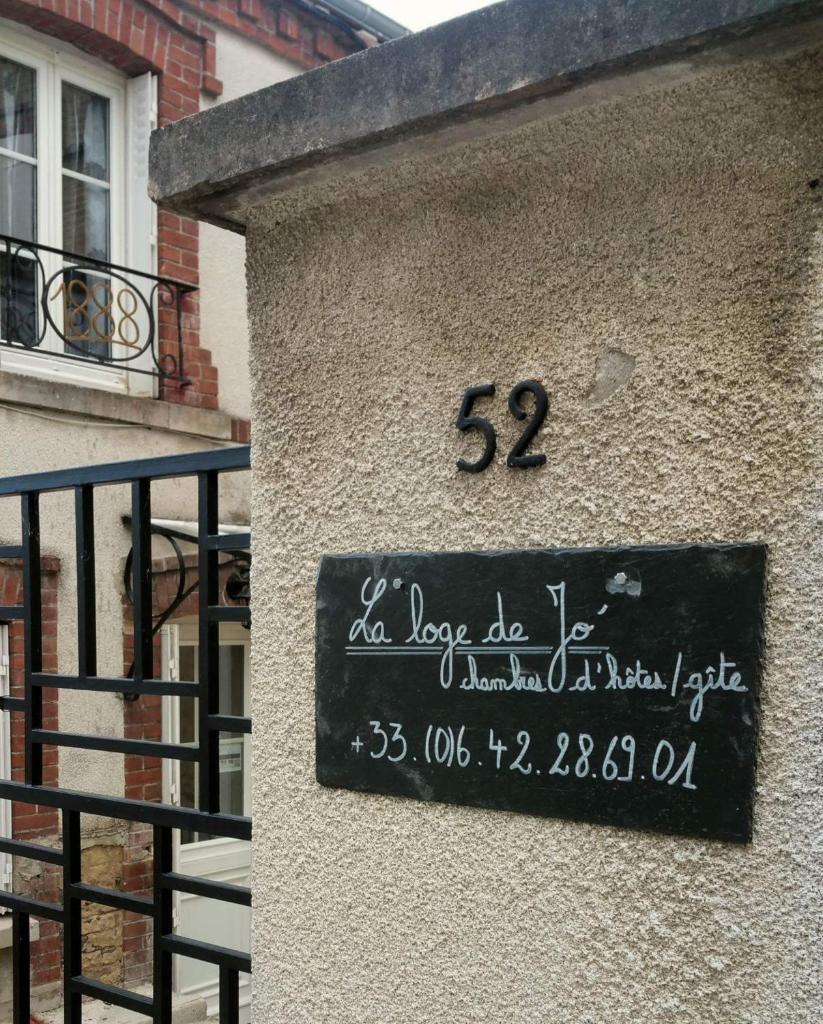 1888
52
La loge de Jo´
chambres d'hôtes/gîte
+33.(0)6.42.28.69.01